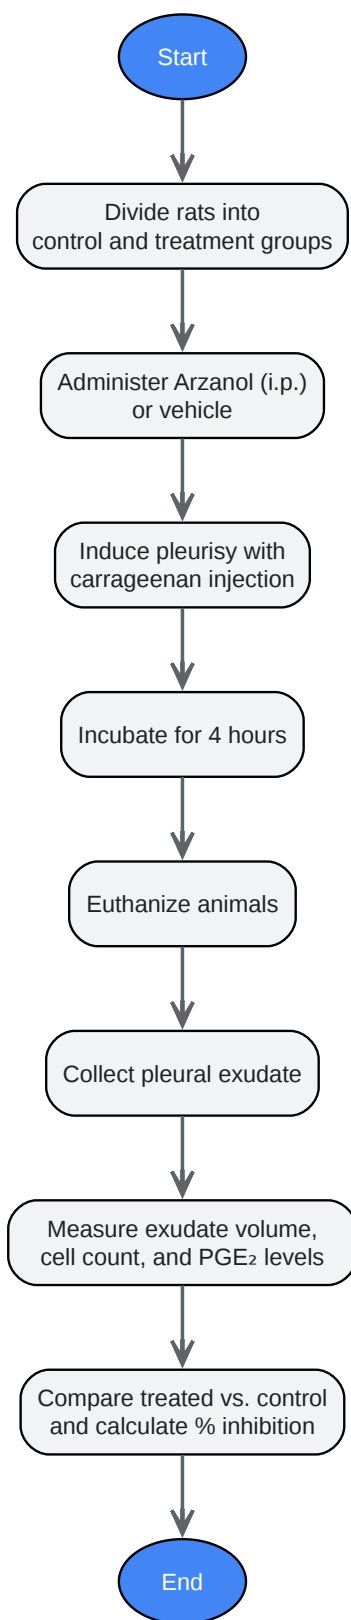 Start
Divide rats into
control and treatment groups
Administer Arzanol (i.p.)
or vehicle
Induce pleurisy with
carrageenan injection
Incubate for 4 hours
Euthanize animals
Collect pleural exudate
Measure exudate volume,
cell count, and PGE₂ levels
Compare treated vs. control
and calculate % inhibition
End